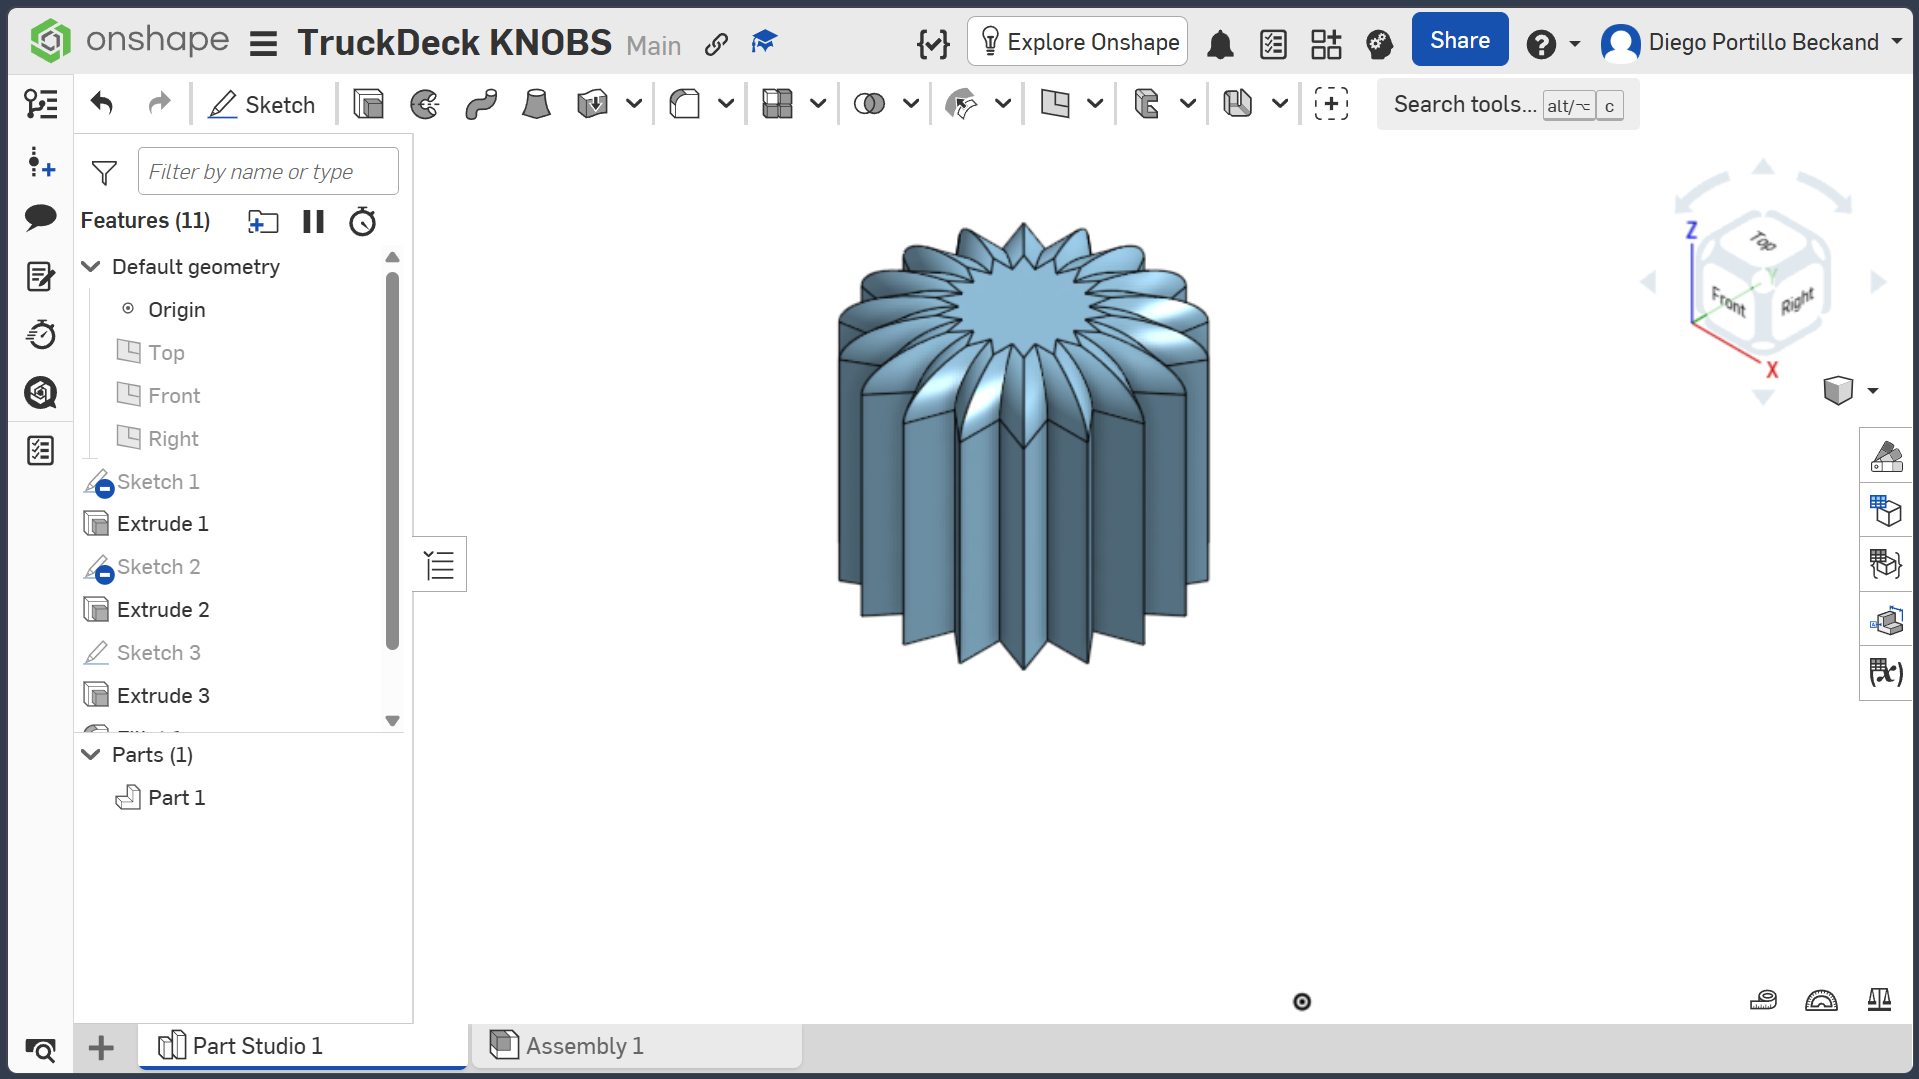 onshape TruckDeck KNOBS Main Explore Onshape Share Diego Portillo Beckand
Sketch Search tools... alt/⌥ c
Filter by name or type
Features (11)
Default geometry
Origin
Top
Front
Right
Sketch 1
Extrude 1
Sketch 2
Extrude 2
Sketch 3
Extrude 3
Parts (1)
Part 1
Z
Top
Y
Front
Right
X
(x)
Part Studio 1
Assembly 1